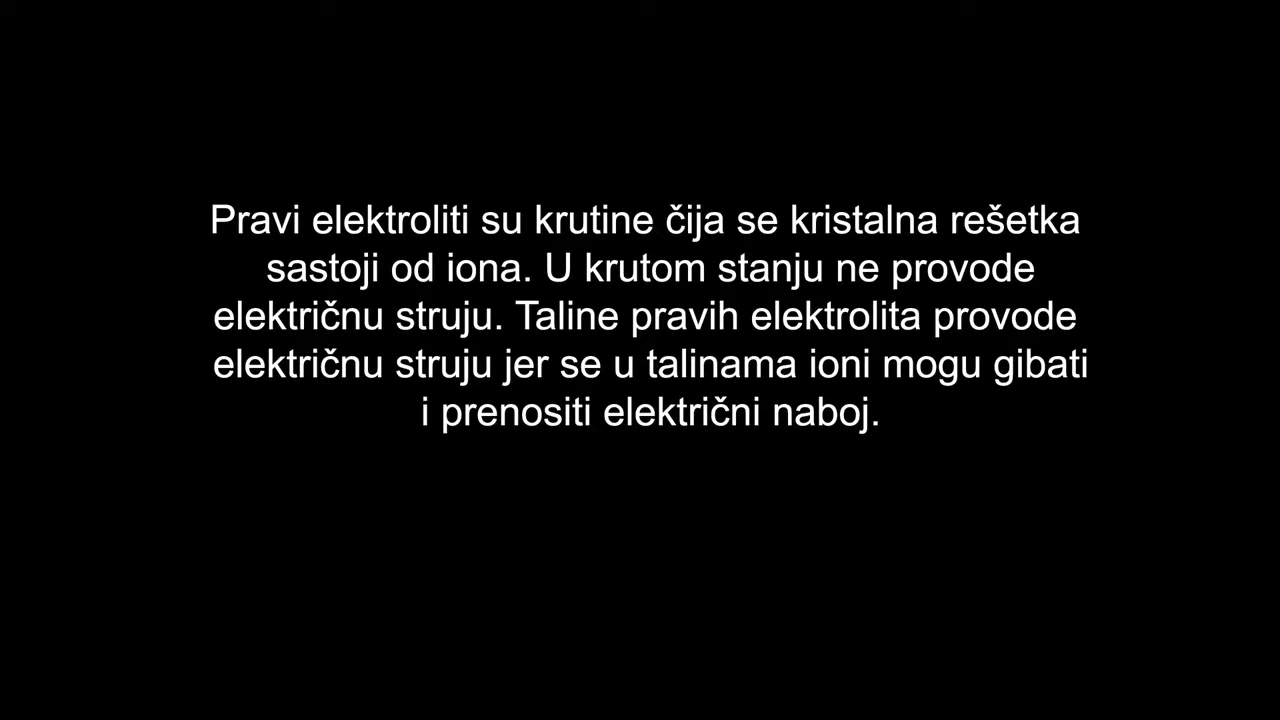 Pravi elektroliti su krutine čija se kristalna rešetka
sastoji od iona. U krutom stanju ne provode
električnu struju. Taline pravih elektrolita provode
električnu struju jer se u talinama ioni mogu gibati
i prenositi električni naboj.